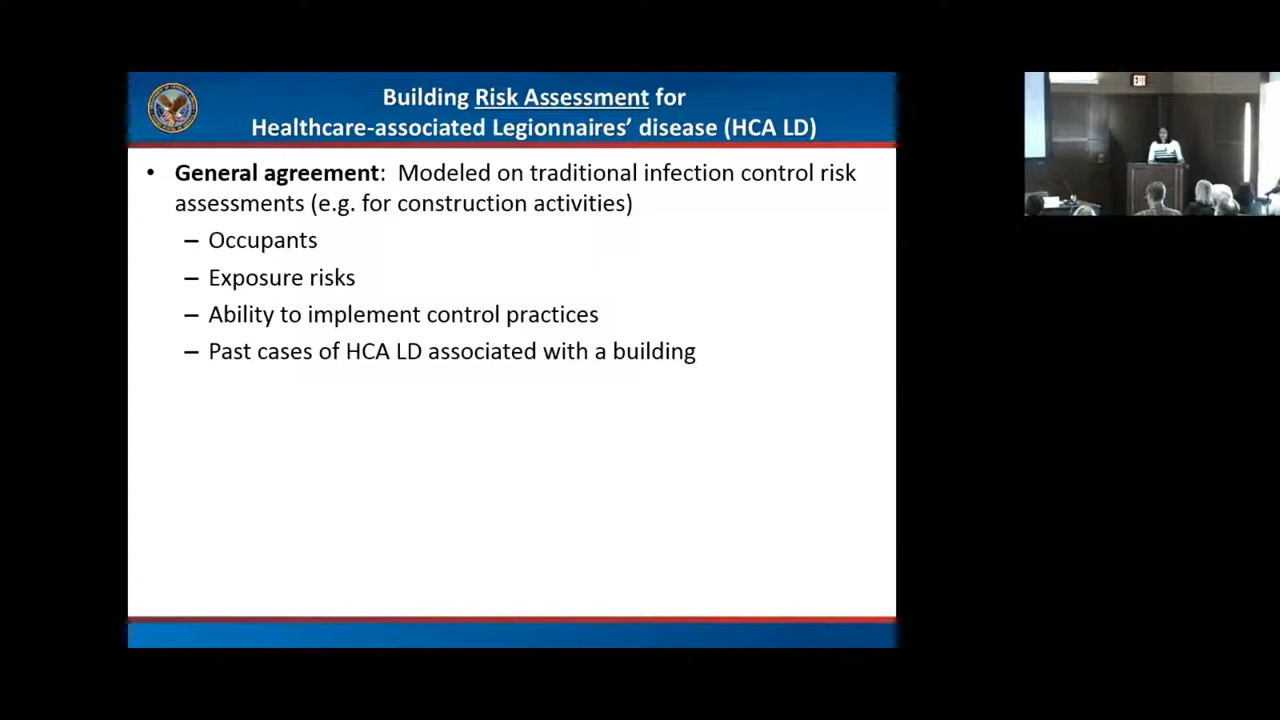 Building Risk Assessment for
Healthcare-associated Legionnaires’ disease (HCA LD)
• General agreement: Modeled on traditional infection control risk
assessments (e.g. for construction activities)
– Occupants
– Exposure risks
– Ability to implement control practices
– Past cases of HCA LD associated with a building
EXIT